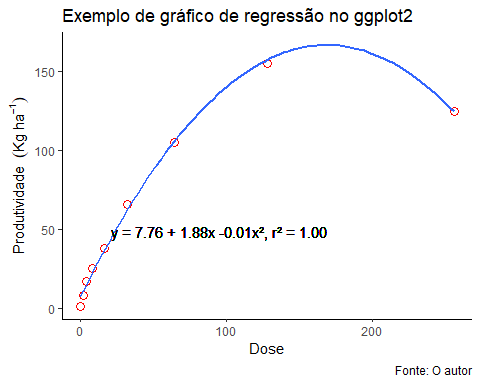 Exemplo de gráfico de regressão no ggplot2
Produtividade (Kg ha⁻¹)
150
100
50
0
y = 7.76 + 1.88x -0.01x², r² = 1.00
0 100 200
Dose
Fonte: O autor